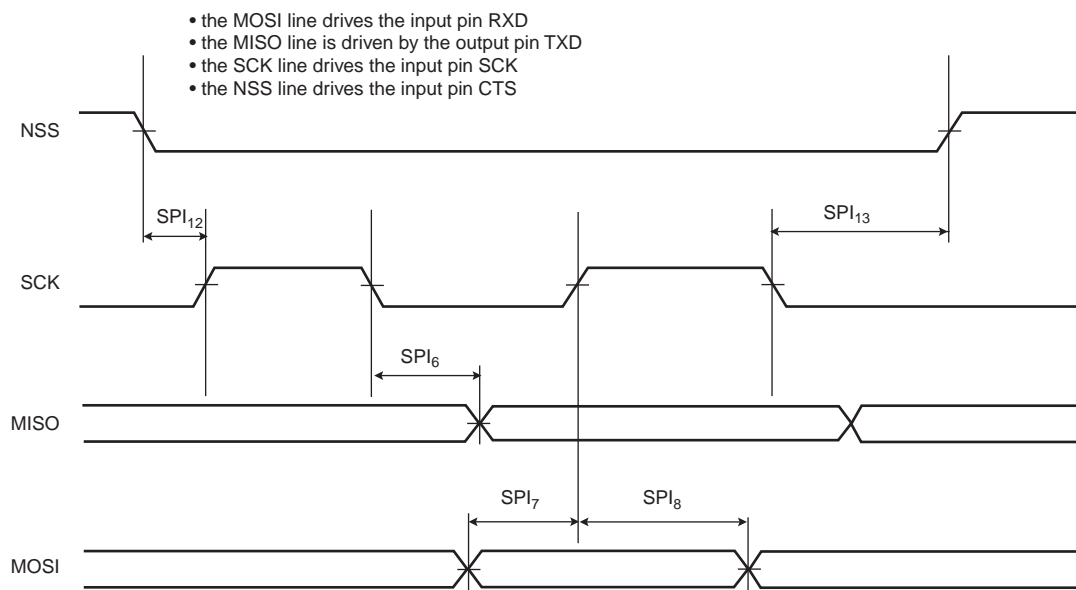 • the MOSI line drives the input pin RXD
• the MISO line is driven by the output pin TXD
• the SCK line drives the input pin SCK
• the NSS line drives the input pin CTS
NSS
SPI₁₂
SPI₁₃
SCK
SPI₆
MISO
SPI₇
SPI₈
MOSI